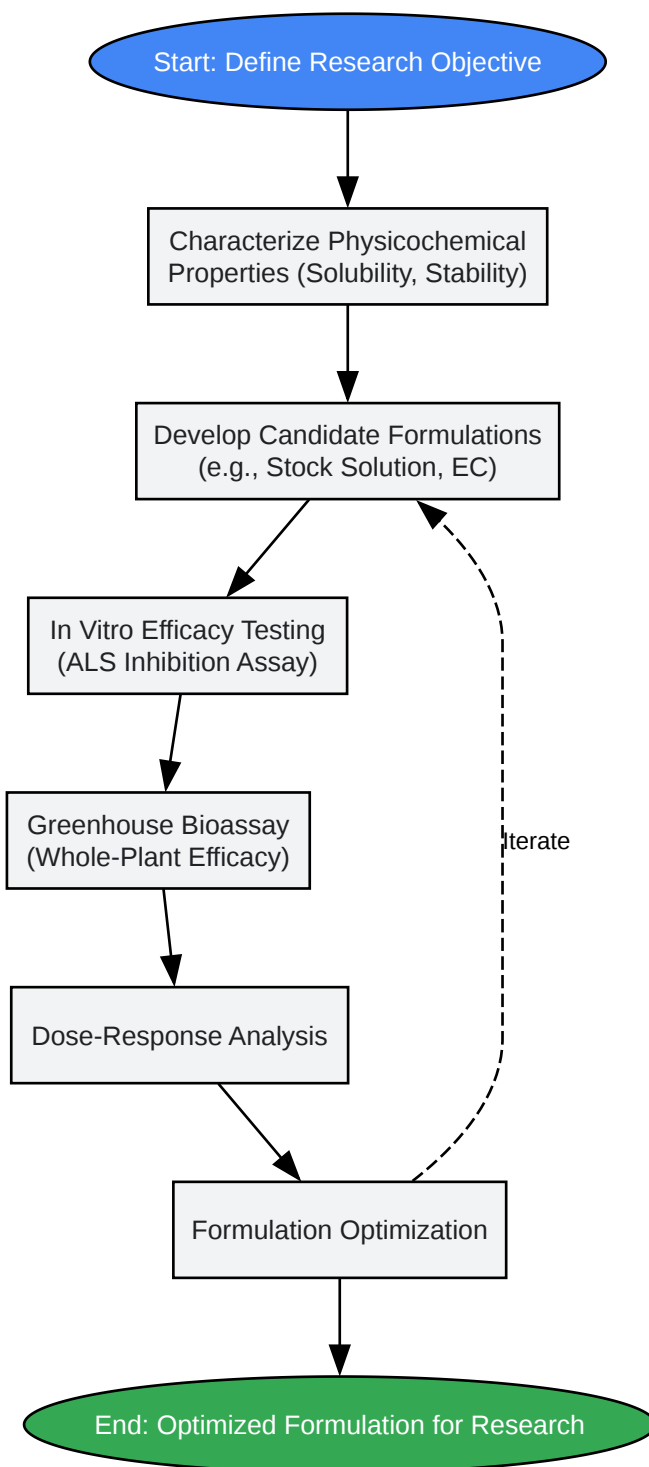 Start: Define Research Objective
Characterize Physicochemical
Properties (Solubility, Stability)
Develop Candidate Formulations
(e.g., Stock Solution, EC)
In Vitro Efficacy Testing
(ALS Inhibition Assay)
Greenhouse Bioassay
(Whole-Plant Efficacy)
Iterate
Dose-Response Analysis
Formulation Optimization
End: Optimized Formulation for Research